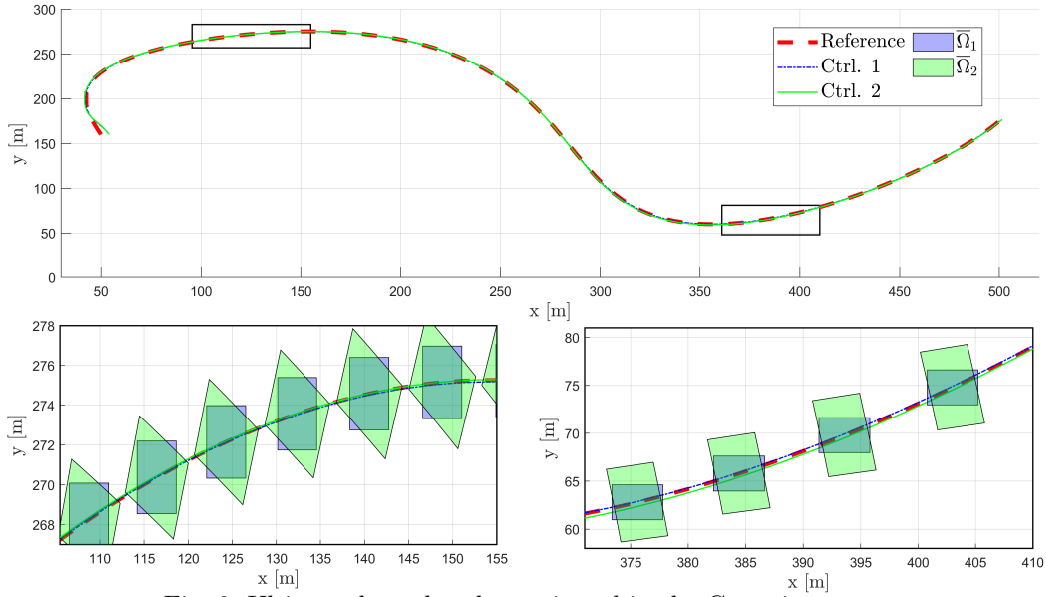 300
250
200
150
100
50
0
y [m]
50 100 150 200 250 300 350 400 450 500
x [m]
Reference
Ctrl. 1
Ctrl. 2
Ω̅₁
Ω̅₂
278
276
274
272
270
268
y [m]
110 115 120 125 130 135 140 145 150 155
x [m]
80
75
70
65
60
y [m]
375 380 385 390 395 400 405 410
x [m]